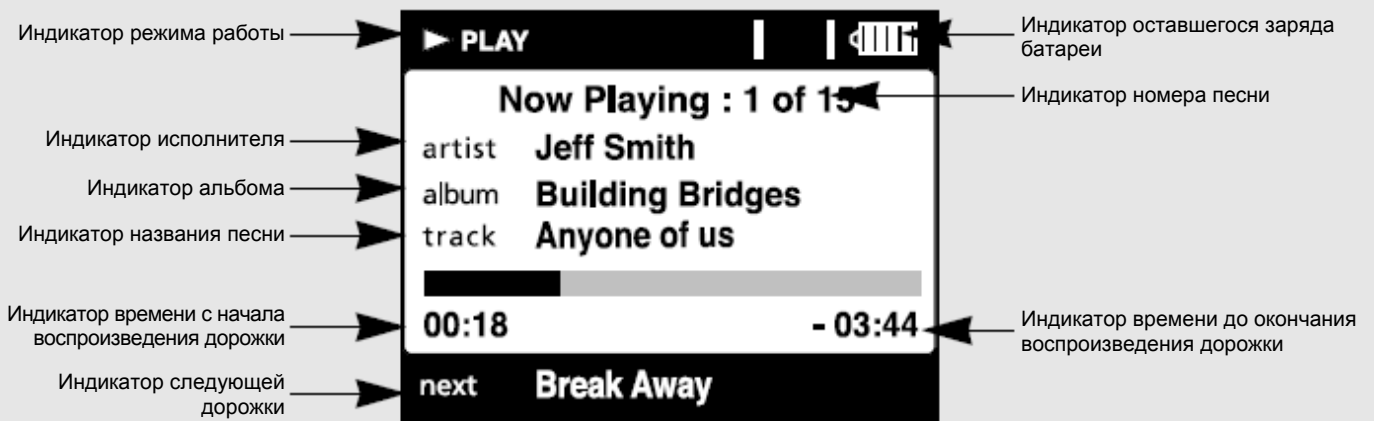 Индикатор режима работы
Индикатор исполнителя
Индикатор альбома
Индикатор названия песни
Индикатор времени с начала
воспроизведения дорожки
Индикатор следующей
дорожки
PLAY
Now Playing : 1 of 15
artist Jeff Smith
album Building Bridges
track Anyone of us
00:18 - 03:44
next Break Away
Индикатор оставшегося заряда
батареи
Индикатор номера песни
Индикатор времени до окончания
воспроизведения дорожки